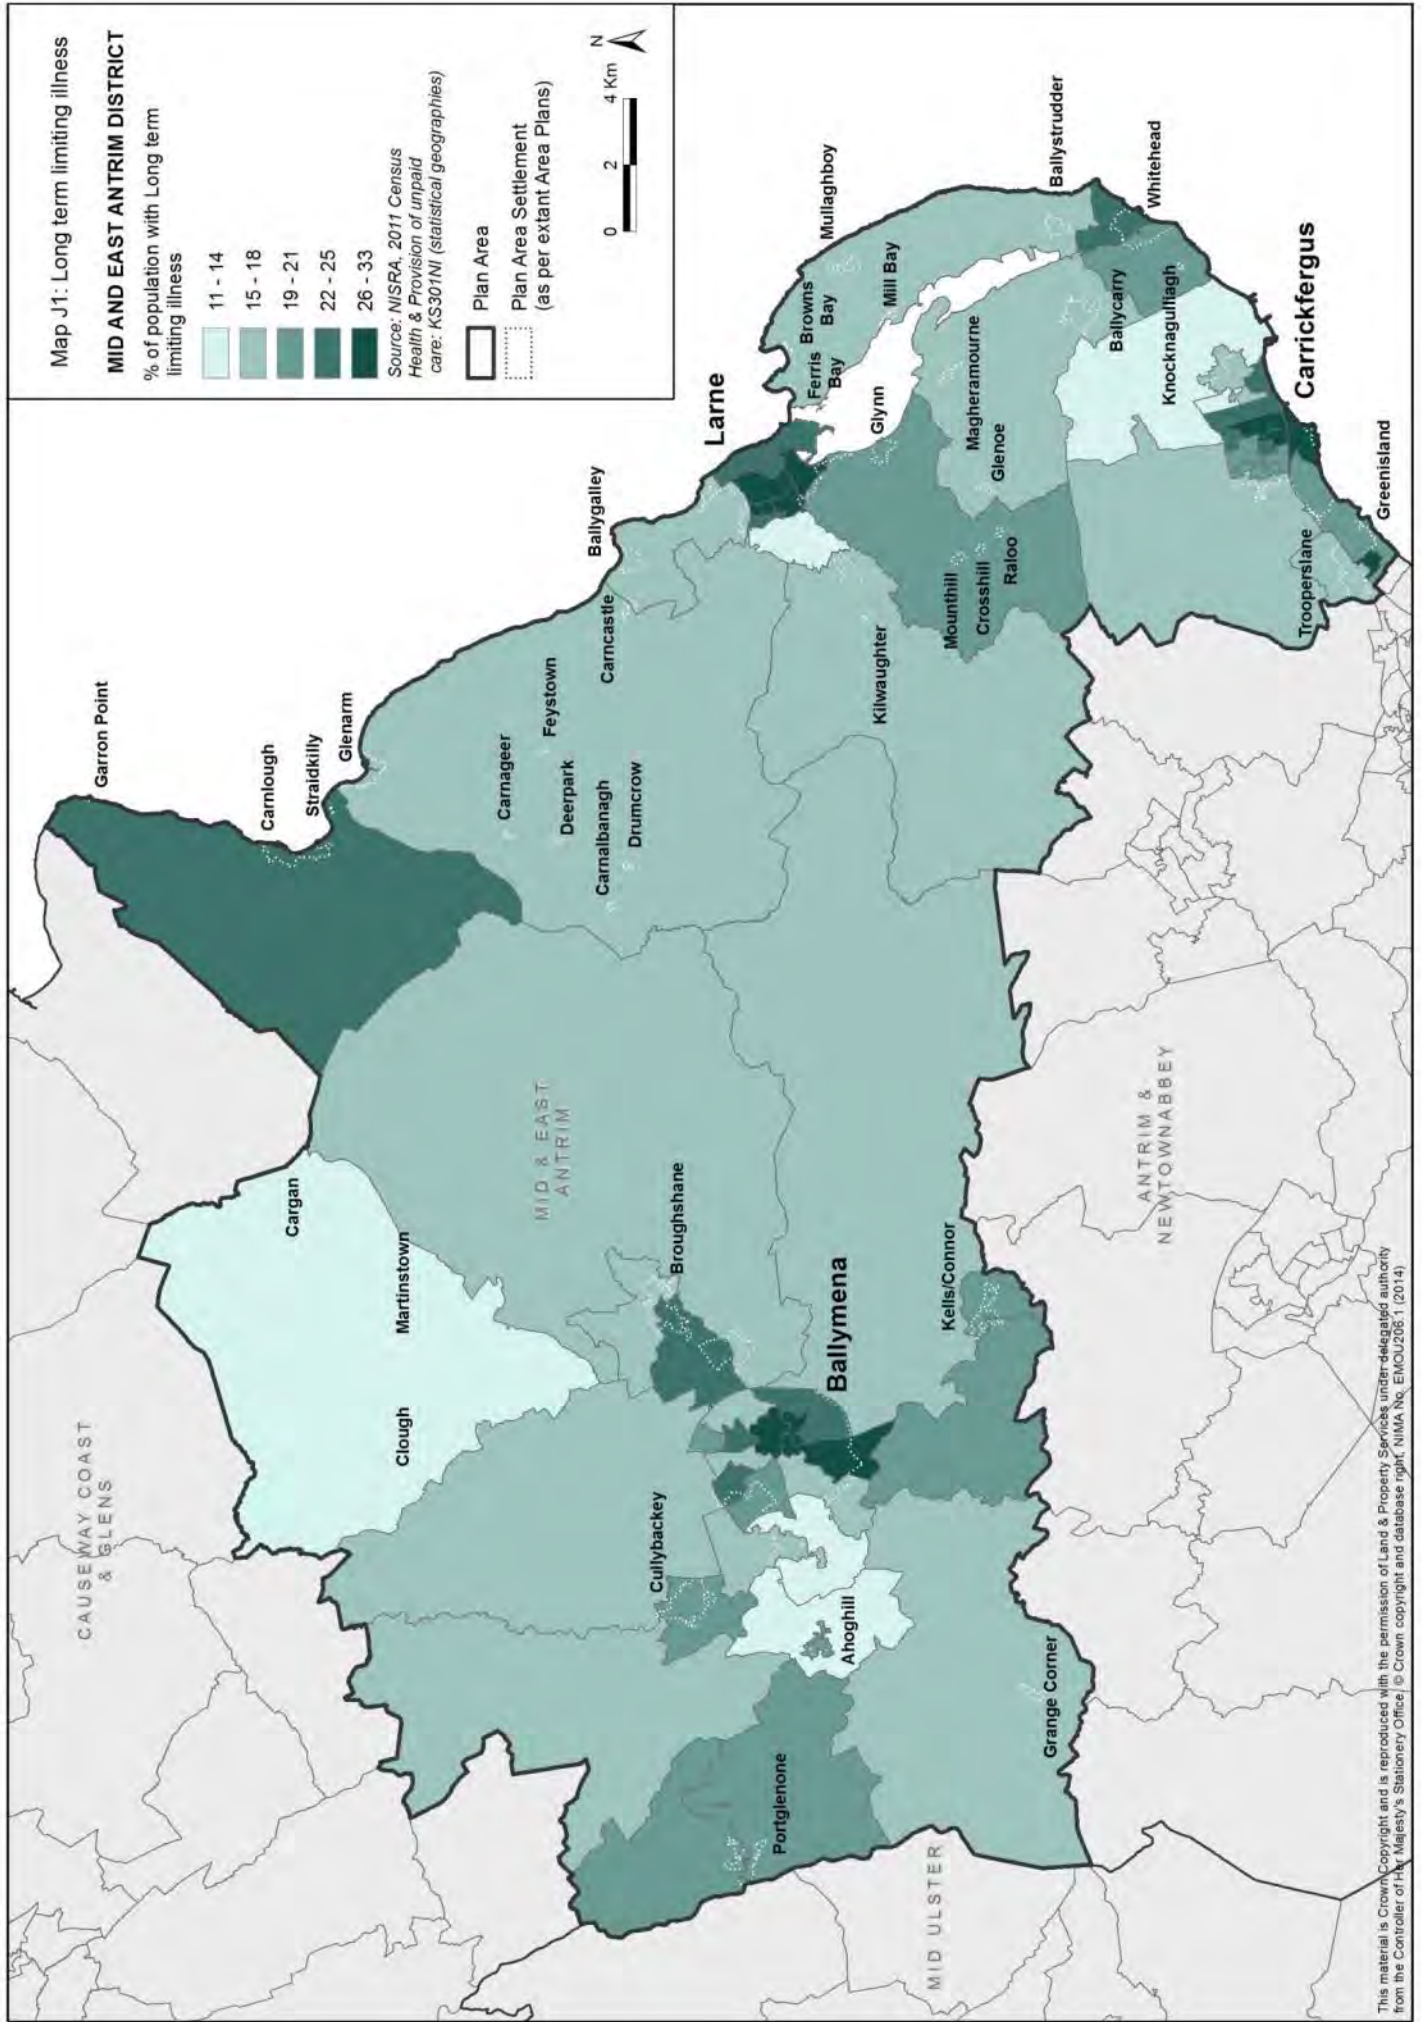 Map J1: Long term limiting illness
MID AND EAST ANTRIM DISTRICT
% of population with Long term
limiting illness
11 - 14
15 - 18
19 - 21
22 - 25
26 - 33
Source: NISRA, 2011 Census
Health & Provision of unpaid
care: KS301NI (statistical geographies)
Plan Area
Plan Area Settlement
(as per extant Area Plans)
0 2 4 Km
N
Garron Point
Carnlough
Straidkilly
Glenarm
CAUSEWAY COAST
& GLENS
Cargan
Martinstown
Clough
Carnageer
Feystown
Deerpark
Carnalbanagh
Drumcrow
Carncastle
Ballygalley
MID & EAST
ANTRIM
Broughshane
Cullybackey
Larne
Ballymena
Ahoghill
Portglenone
Kilwaughter
Browns
Bay
Ferris
Bay
Mullaghboy
Mill Bay
Glynn
Magheramourne
Glenoe
Mounthill
Crosshill
Raloo
Kells/Connor
Grange Corner
MID ULSTER
Ballystrudder
Whitehead
Ballycarry
Knocknagulliagh
Carrickfergus
Trooperslane
Greenisland
ANTRIM &
NEWTOWNABBEY
This material is Crown Copyright and is reproduced with the permission of Land & Property Services under delegated authority
from the Controller of Her Majesty's Stationery Office. © Crown copyright and database right, NIMA No. EMOU206.1 (2014)